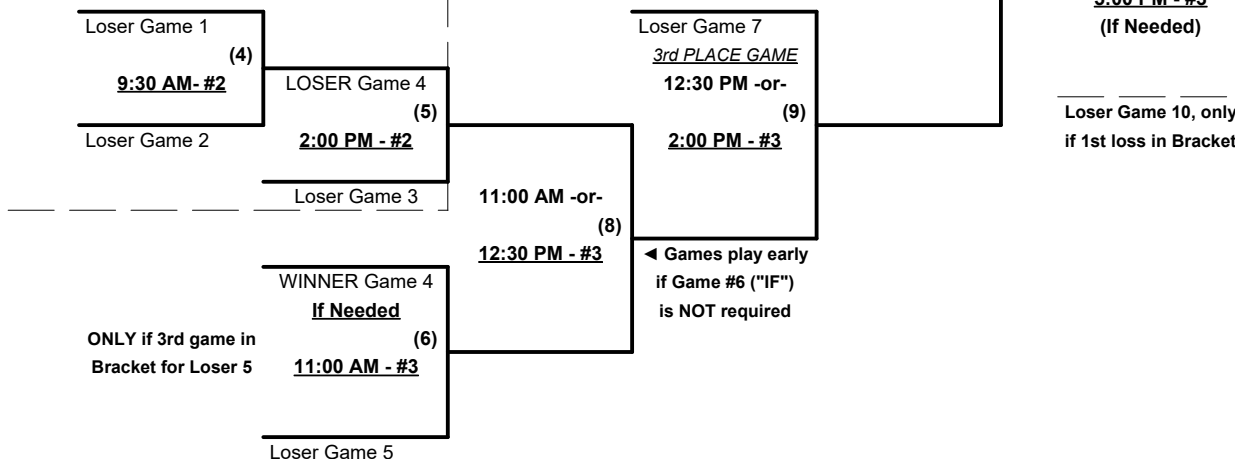 Loser Game 1
(4)
9:30 AM- #2
Loser Game 2
LOSER Game 4
(5)
2:00 PM - #2
Loser Game 3
WINNER Game 4
If Needed
(6)
11:00 AM - #3
Loser Game 5
ONLY if 3rd game in
Bracket for Loser 5
11:00 AM -or-
(8)
12:30 PM - #3
Loser Game 7
3rd PLACE GAME
12:30 PM -or-
(9)
2:00 PM - #3
◄ Games play early
if Game #6 ("IF")
is NOT required
(If Needed)
Loser Game 10, only
if 1st loss in Bracket